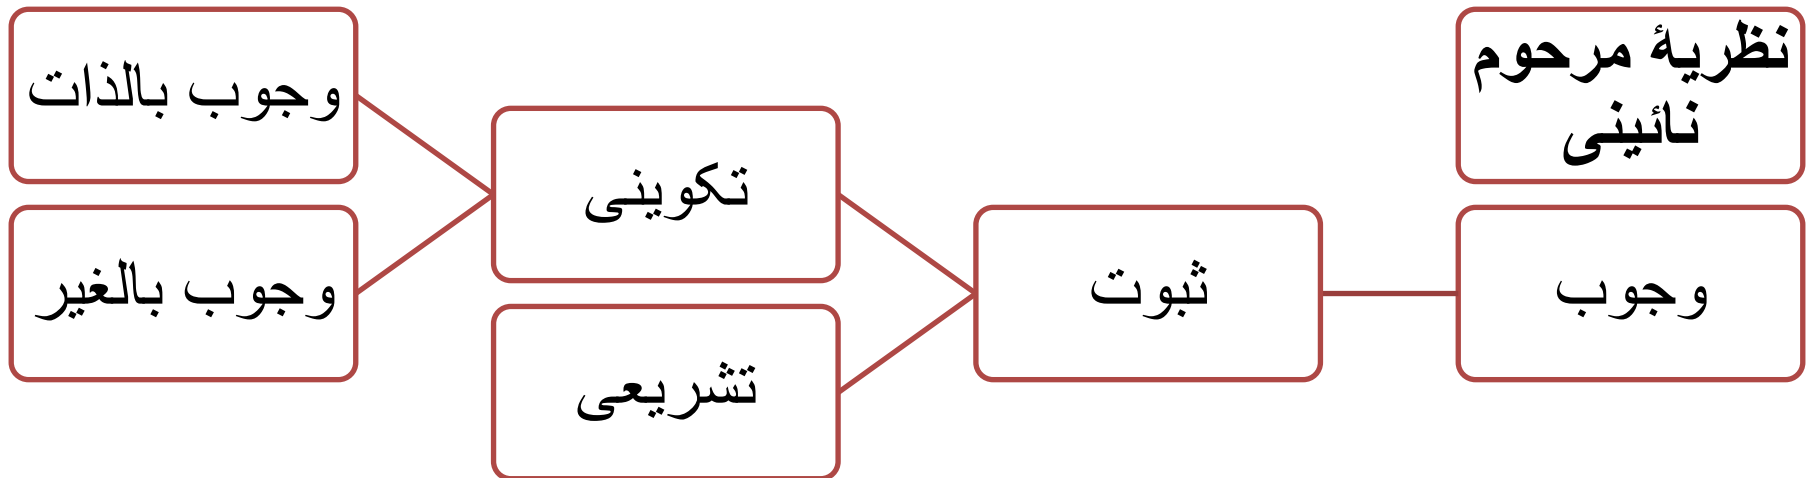 نظریۀ مرحوم
نائینی
وجوب
ثبوت
تکوینی
تشریعی
وجوب بالذات
وجوب بالغیر